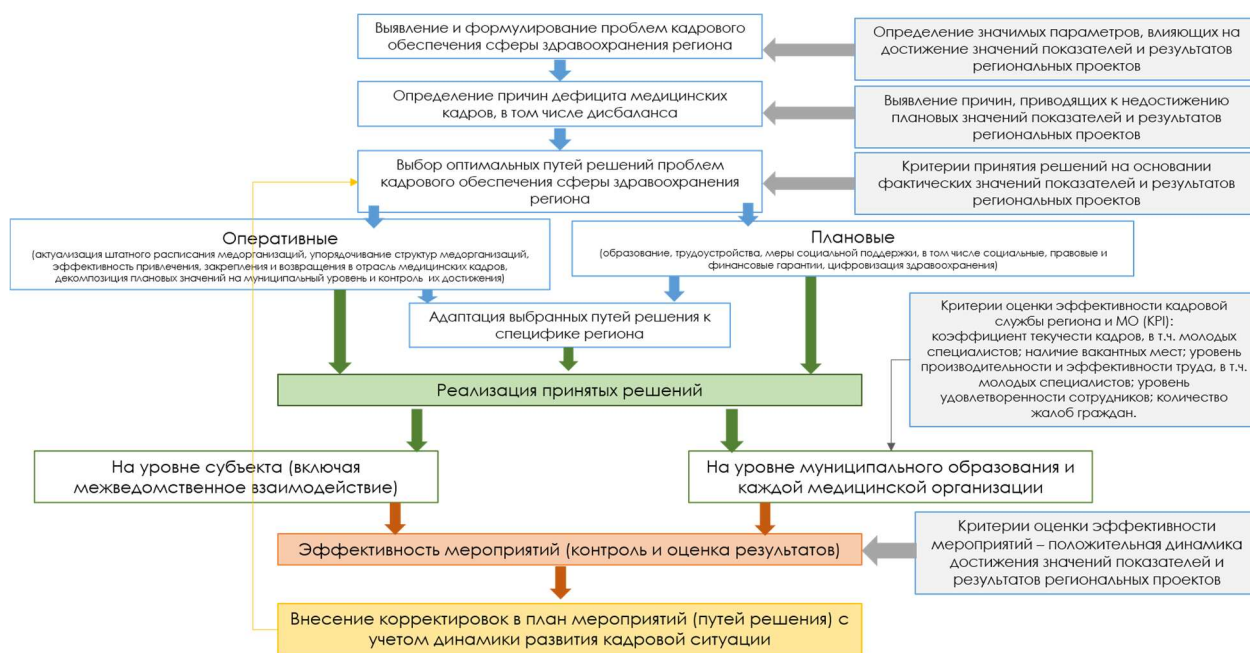 Выявление и формулирование проблем кадрового
обеспечения сферы здравоохранения региона
Определение значимых параметров, влияющих на
достижение значений показателей и результатов
региональных проектов
Определение причин дефицита медицинских
кадров, в том числе дисбаланса
Выявление причин, приводящих к недостижению
плановых значений показателей и результатов
региональных проектов
Выбор оптимальных путей решений проблем
кадрового обеспечения сферы здравоохранения
региона
Критерии принятия решений на основании
фактических значений показателей и результатов
региональных проектов
Оперативные
(актуализация штатного расписания медорганизаций, упорядочивание структур медорганизаций,
эффективность привлечения, закрепления и возвращения в отрасль медицинских кадров,
декомпозиция плановых значений на муниципальный уровень и контроль их достижения)
Плановые
(образование, трудоустройства, меры социальной поддержки, в том числе социальные, правовые и
финансовые гарантии, цифровизация здравоохранения)
Адаптация выбранных путей решения к
специфике региона
Критерии оценки эффективности кадровой
службы региона и МО (KPI):
коэффициент текучести кадров, в т.ч. молодых
специалистов; наличие вакантных мест; уровень
производительности и эффективности труда, в т.ч.
молодых специалистов; уровень
удовлетворенности сотрудников; количество
жалоб граждан.
Реализация принятых решений
На уровне субъекта (включая
межведомственное взаимодействие)
На уровне муниципального образования и
каждой медицинской организации
Эффективность мероприятий (контроль и оценка результатов)
Критерии оценки эффективности
мероприятий – положительная динамика
достижения значений показателей и
результатов региональных проектов
Внесение корректировок в план мероприятий (путей решения) с
учетом динамики развития кадровой ситуации